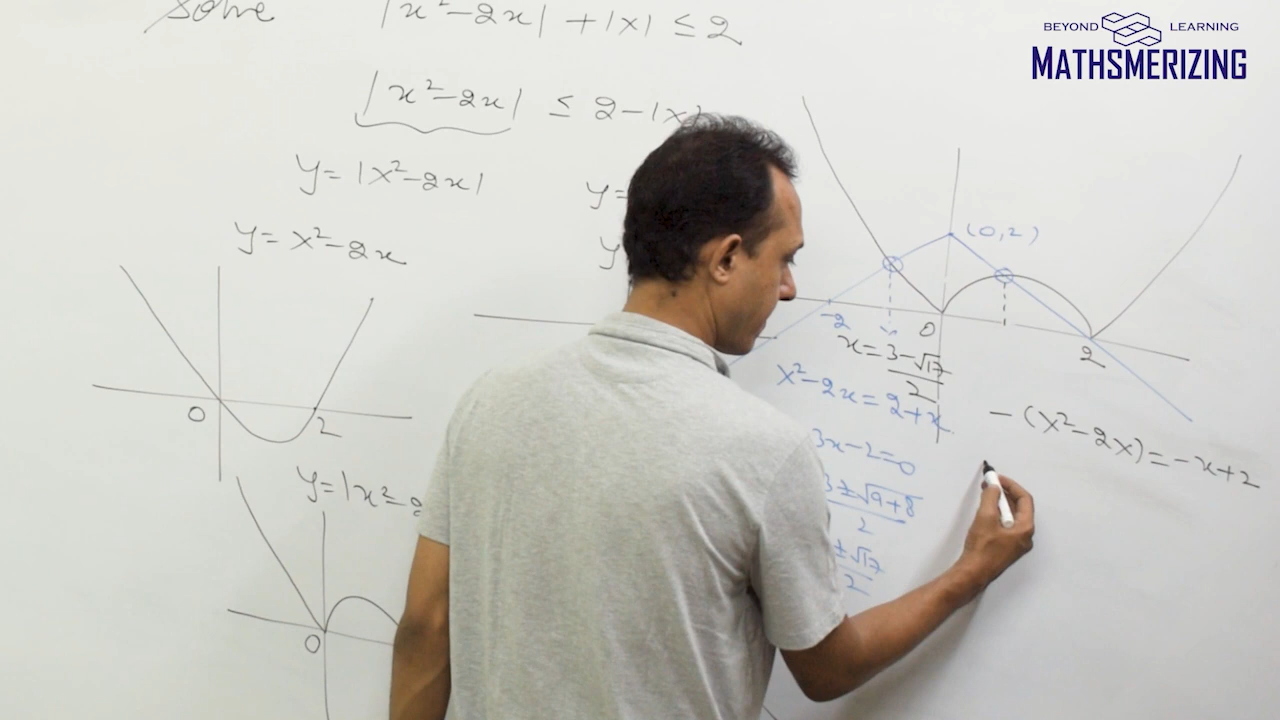 Solve |x²-2x| + |x| ≤ 2
BEYOND LEARNING
MATHSMERIZING
|x²-2x| ≤ 2-|x|
y = |x²-2x|
y =
y = x²-2x
y
(0,2)
-2
0
2
x = 3-√17 / 2
x²-2x = 2+x
-(x²-2x) = -x+2
3x-2=0
3±√9+8 / 2
±√17 / 2
0
2
y = |x²-2
0